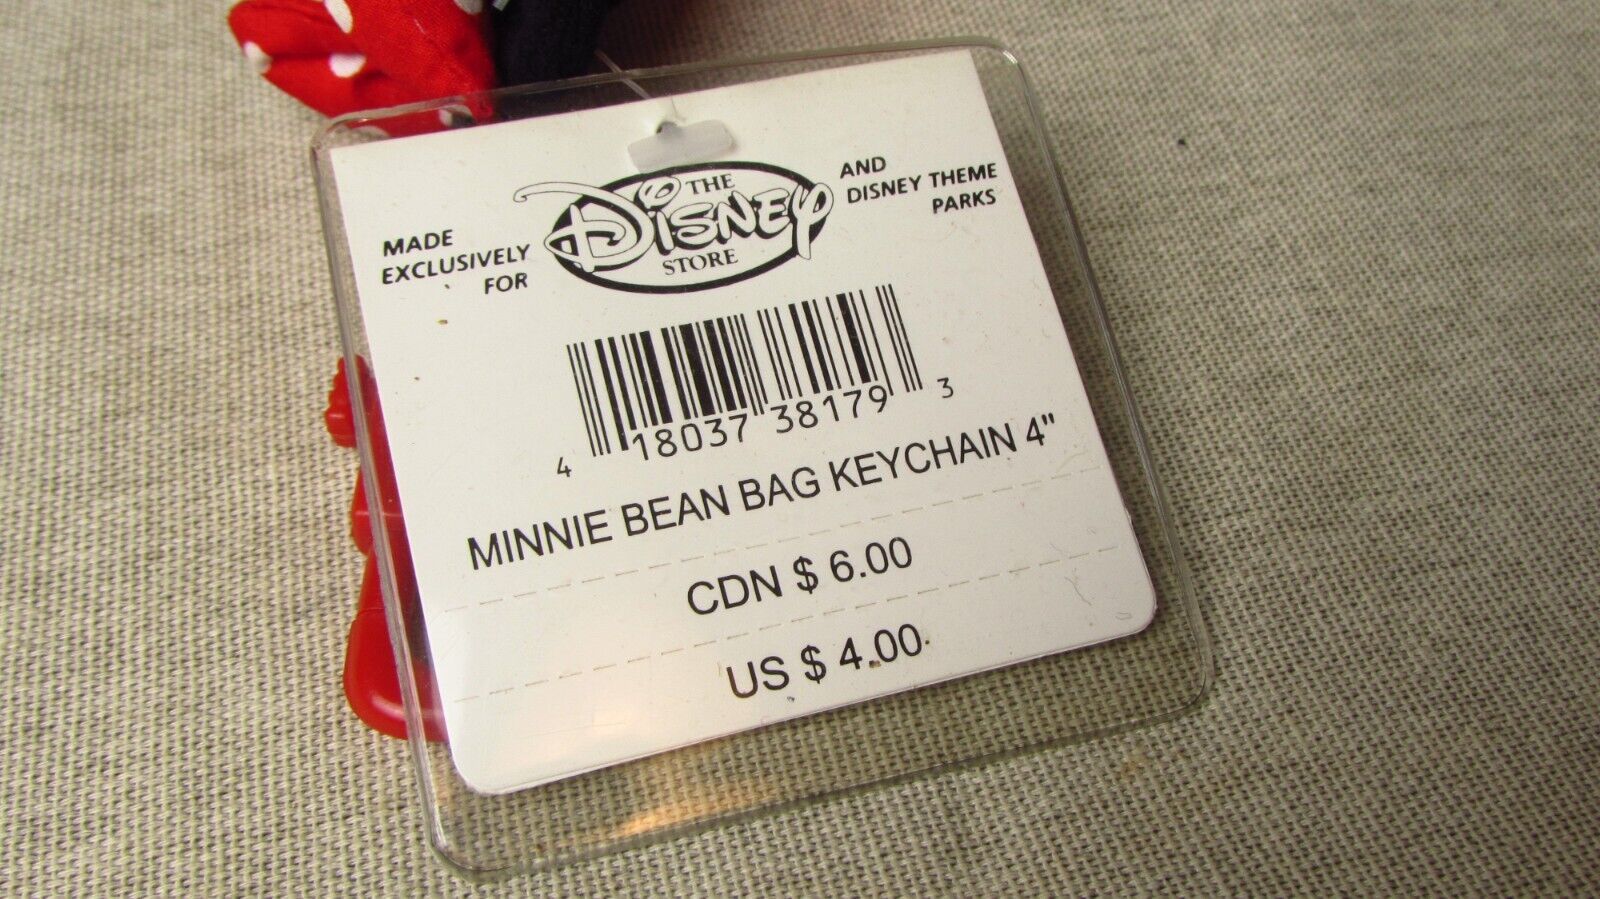 MADE
EXCLUSIVELY
FOR
THE
Disney
STORE
AND
DISNEY THEME
PARKS
4 18037 38179 3
MINNIE BEAN BAG KEYCHAIN 4"
CDN $ 6.00
US $ 4.00